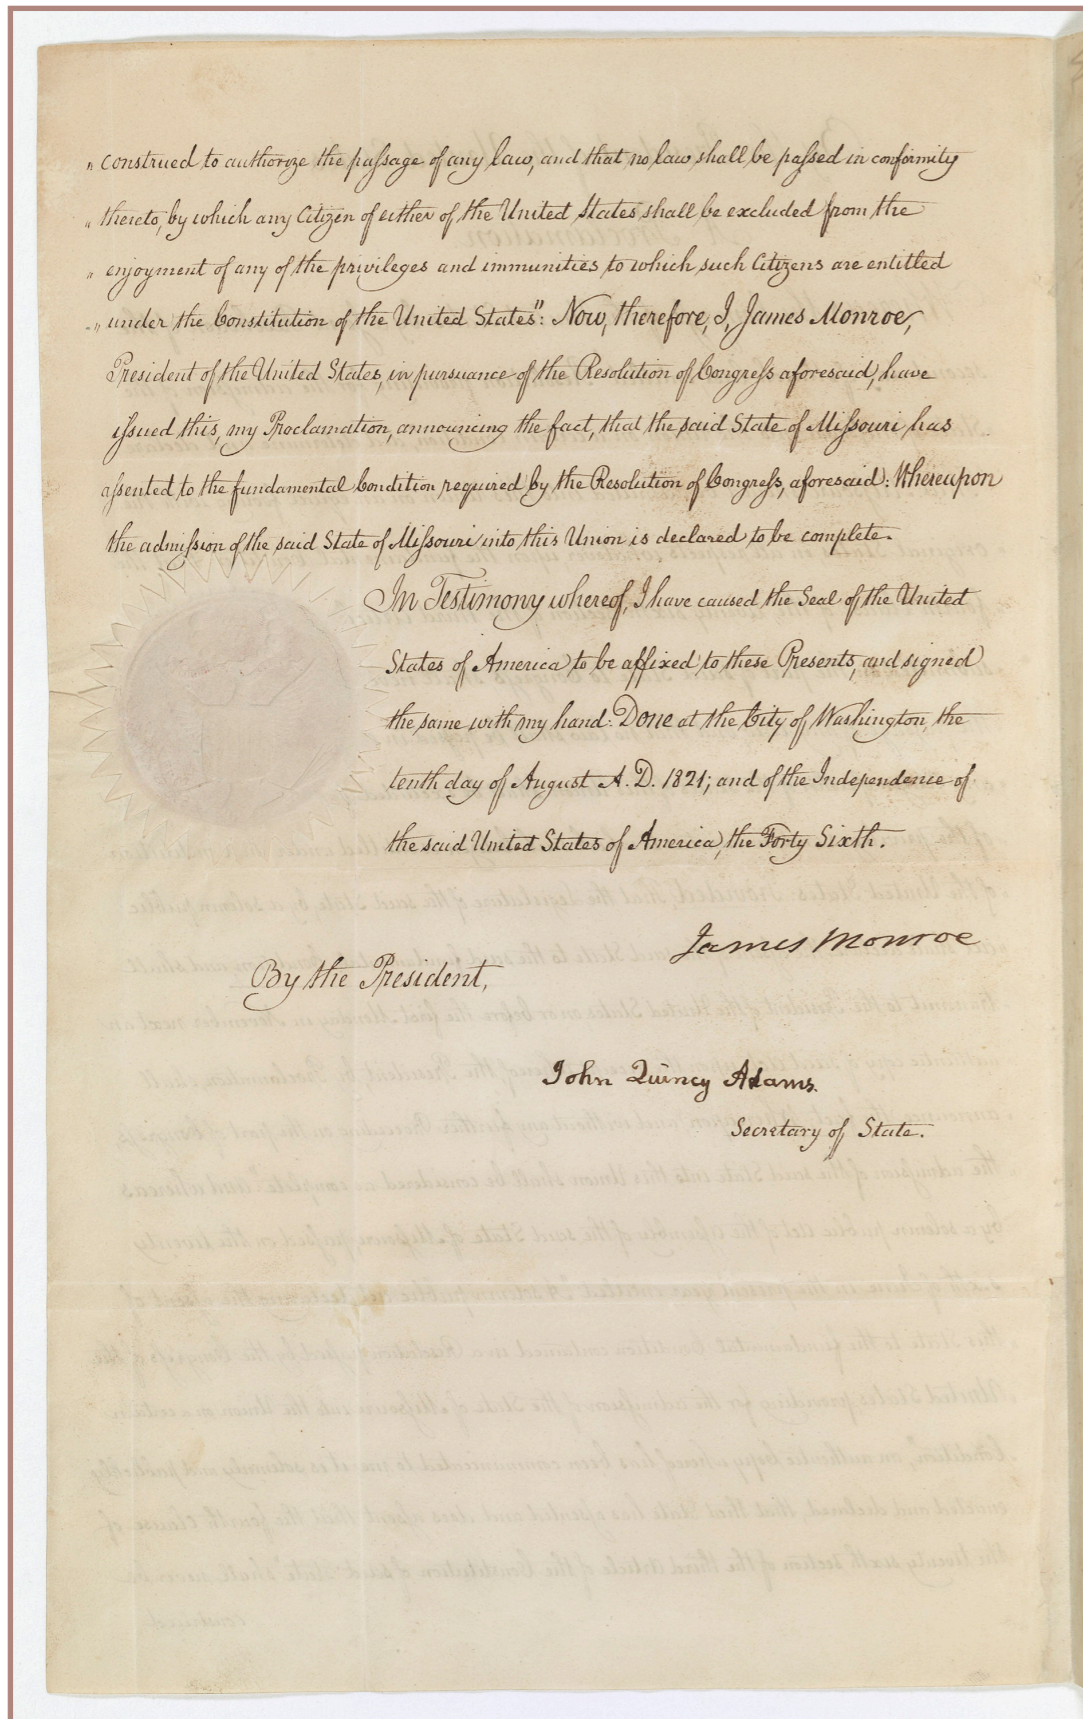 " construed to authorize the passage of any law, and that no law shall be passed in conformity
" thereto, by which any Citizen of either of the United States shall be excluded from the
" enjoyment of any of the privileges and immunities to which such Citizens are entitled
" under the Constitution of the United States": Now, therefore, I, James Monroe,
President of the United States, in pursuance of the Resolution of Congress aforesaid, have
issued this, my Proclamation, announcing the fact, that the said State of Missouri has
assented to the fundamental Condition required by the Resolution of Congress, aforesaid: Whereupon
the admission of the said State of Missouri into this Union is declared to be complete.
In Testimony whereof, I have caused the Seal of the United
States of America to be affixed to these Presents, and signed
the same with my hand: Done at the City of Washington, the
tenth day of August A. D. 1821; and of the Independence of
the said United States of America, the Forty Sixth.
James Monroe
By the President,
John Quincy Adams.
Secretary of State.